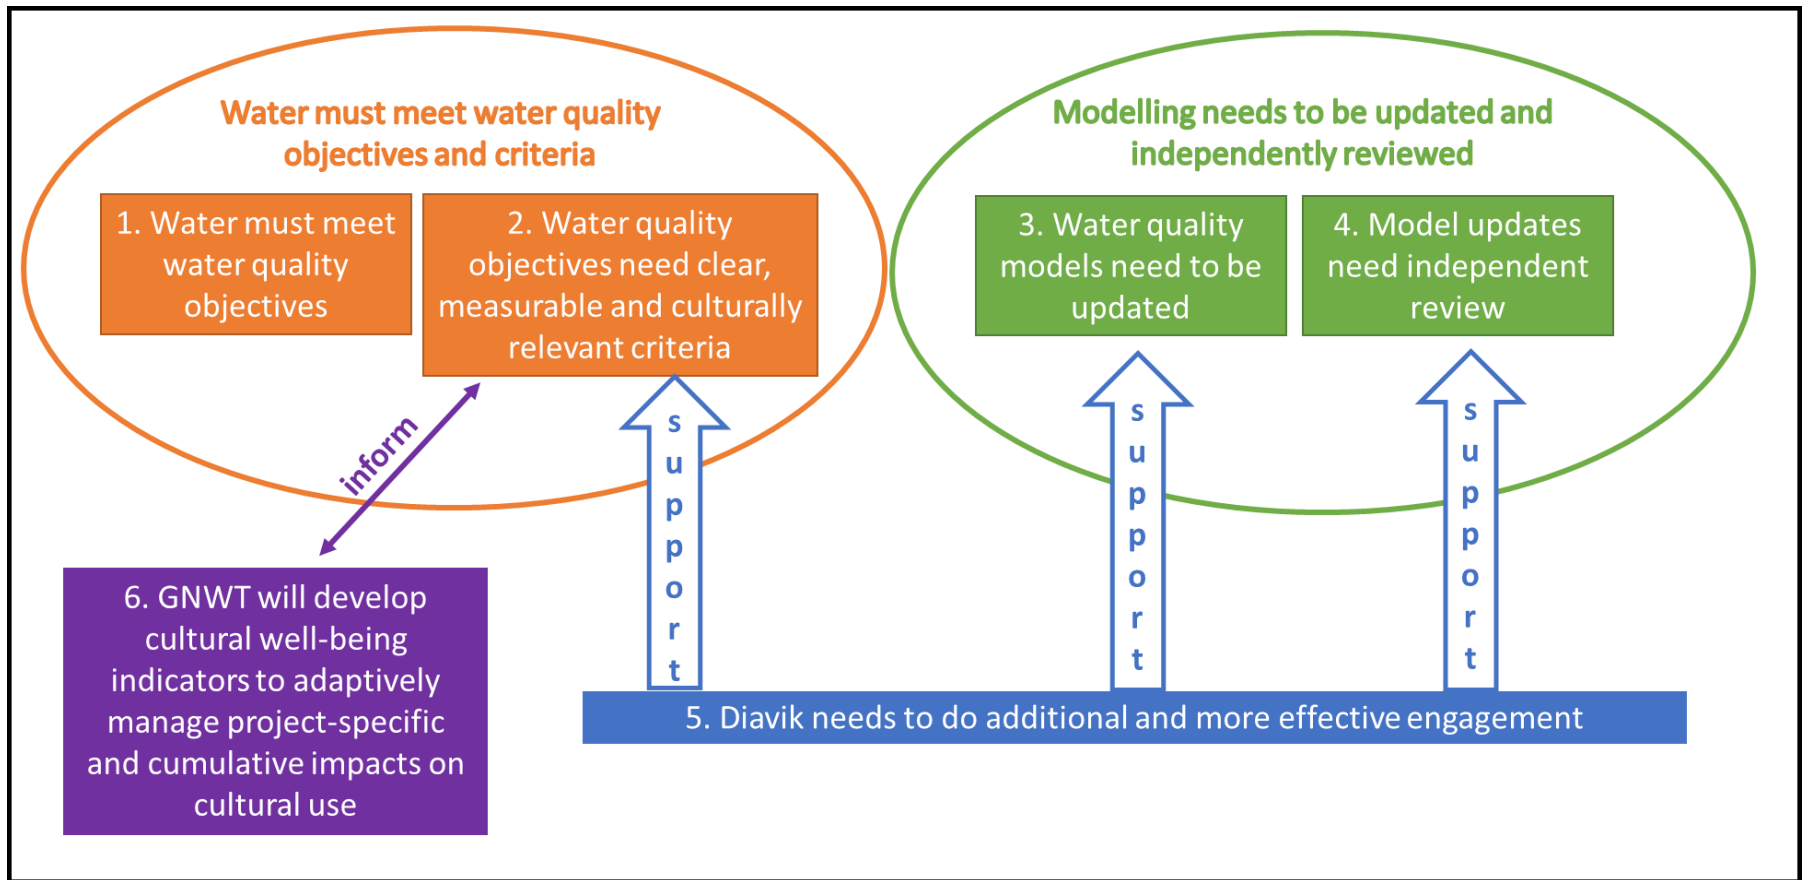 Water must meet water quality
objectives and criteria
1. Water must meet
water quality
objectives
2. Water quality
objectives need clear,
measurable and culturally
relevant criteria
Modelling needs to be updated and
independently reviewed
3. Water quality
models need to be
updated
4. Model updates
need independent
review
inform
support
support
support
5. Diavik needs to do additional and more effective engagement
6. GNWT will develop
cultural well-being
indicators to adaptively
manage project-specific
and cumulative impacts on
cultural use